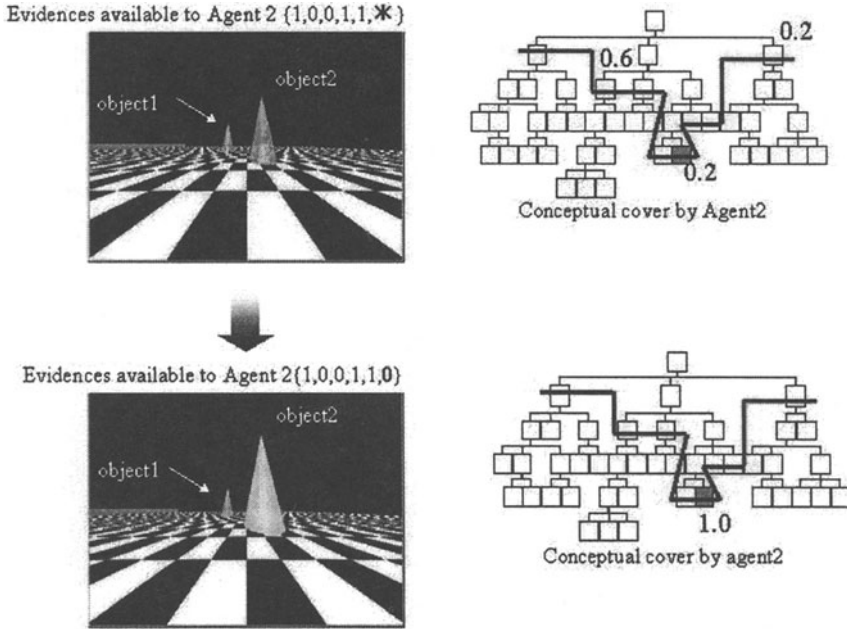 Evidences available to Agent 2 {1,0,0,1,1,* }
object1
object2
0.2
0.6
0.2
Conceptual cover by Agent2
Evidences available to Agent 2{1,0,0,1,1,0}
object2
object1
1.0
Conceptual cover by agent2